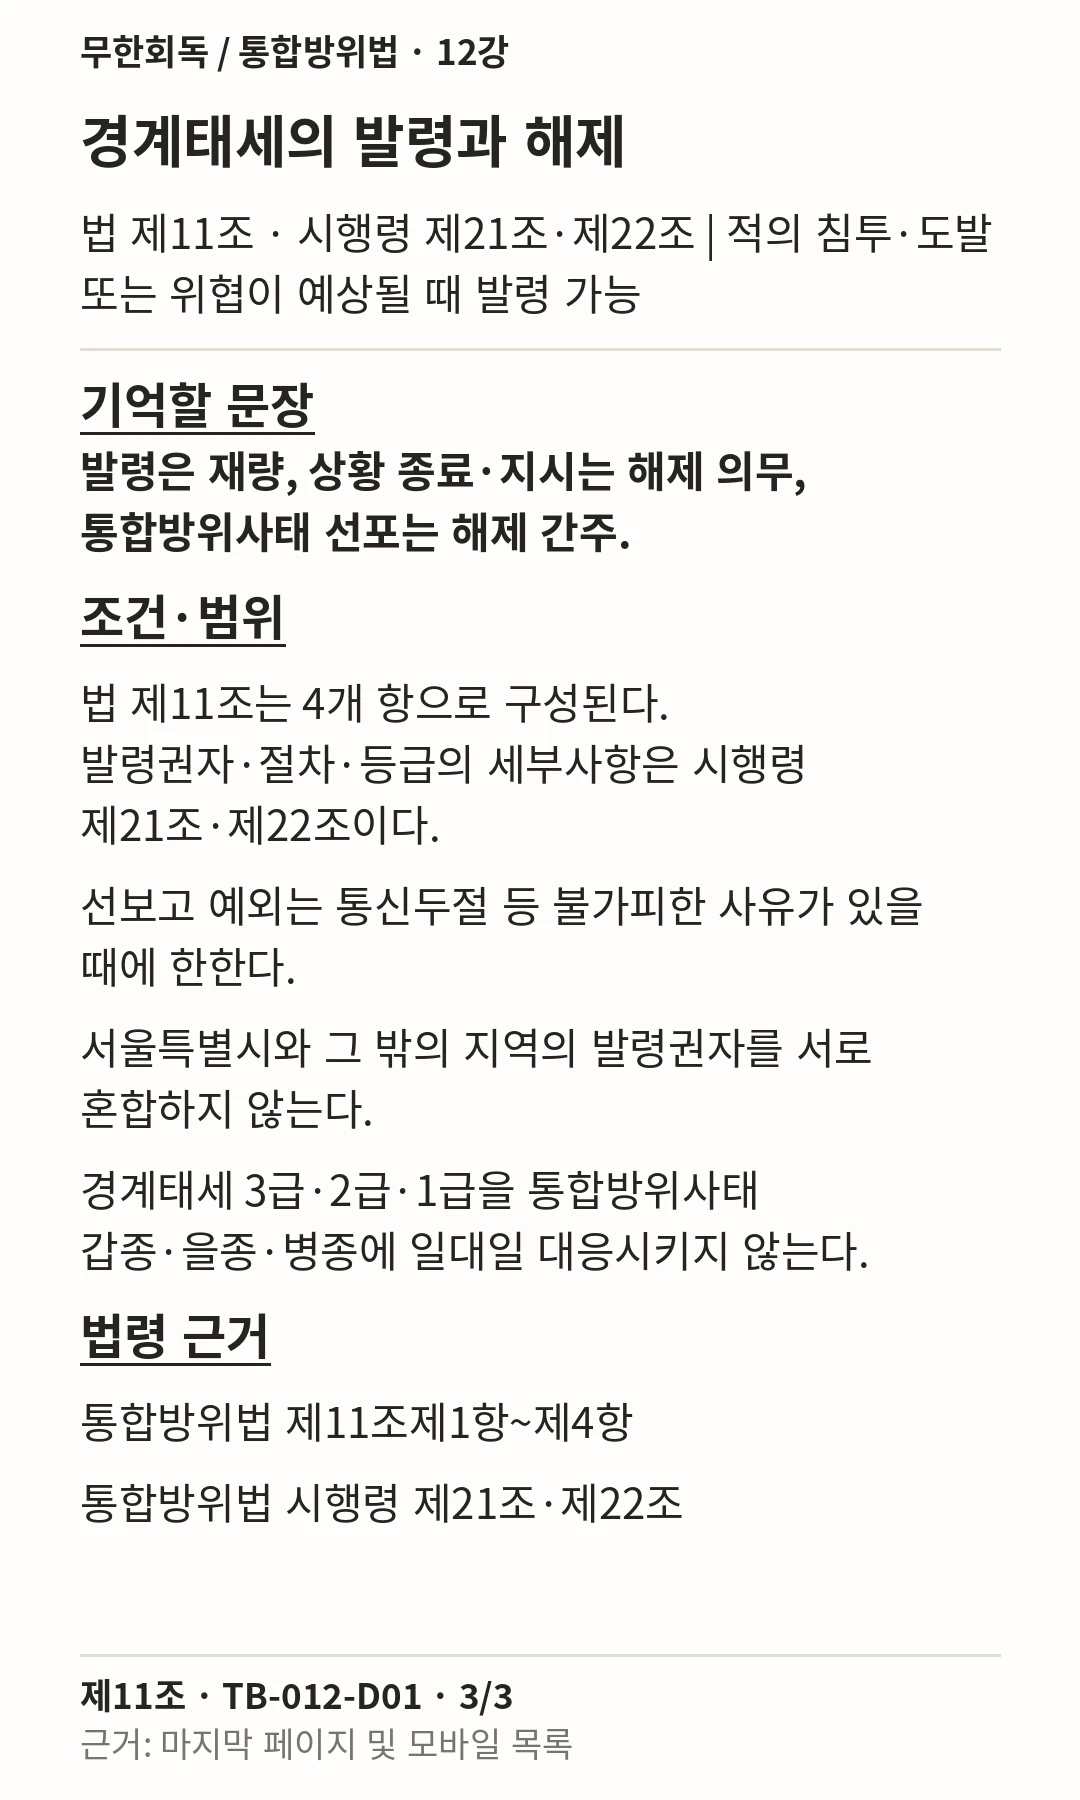 무한회독 / 통합방위법 · 12강
경계태세의 발령과 해제
법 제11조 · 시행령 제21조·제22조 | 적의 침투·도발
또는 위협이 예상될 때 발령 가능
기억할 문장
발령은 재량, 상황 종료·지시는 해제 의무,
통합방위사태 선포는 해제 간주.
조건·범위
법 제11조는 4개 항으로 구성된다.
발령권자·절차·등급의 세부사항은 시행령
제21조·제22조이다.
선보고 예외는 통신두절 등 불가피한 사유가 있을
때에 한한다.
서울특별시와 그 밖의 지역의 발령권자를 서로
혼합하지 않는다.
경계태세 3급·2급·1급을 통합방위사태
갑종·을종·병종에 일대일 대응시키지 않는다.
법령 근거
통합방위법 제11조제1항~제4항
통합방위법 시행령 제21조·제22조
제11조 · TB-012-D01 · 3/3
근거: 마지막 페이지 및 모바일 목록